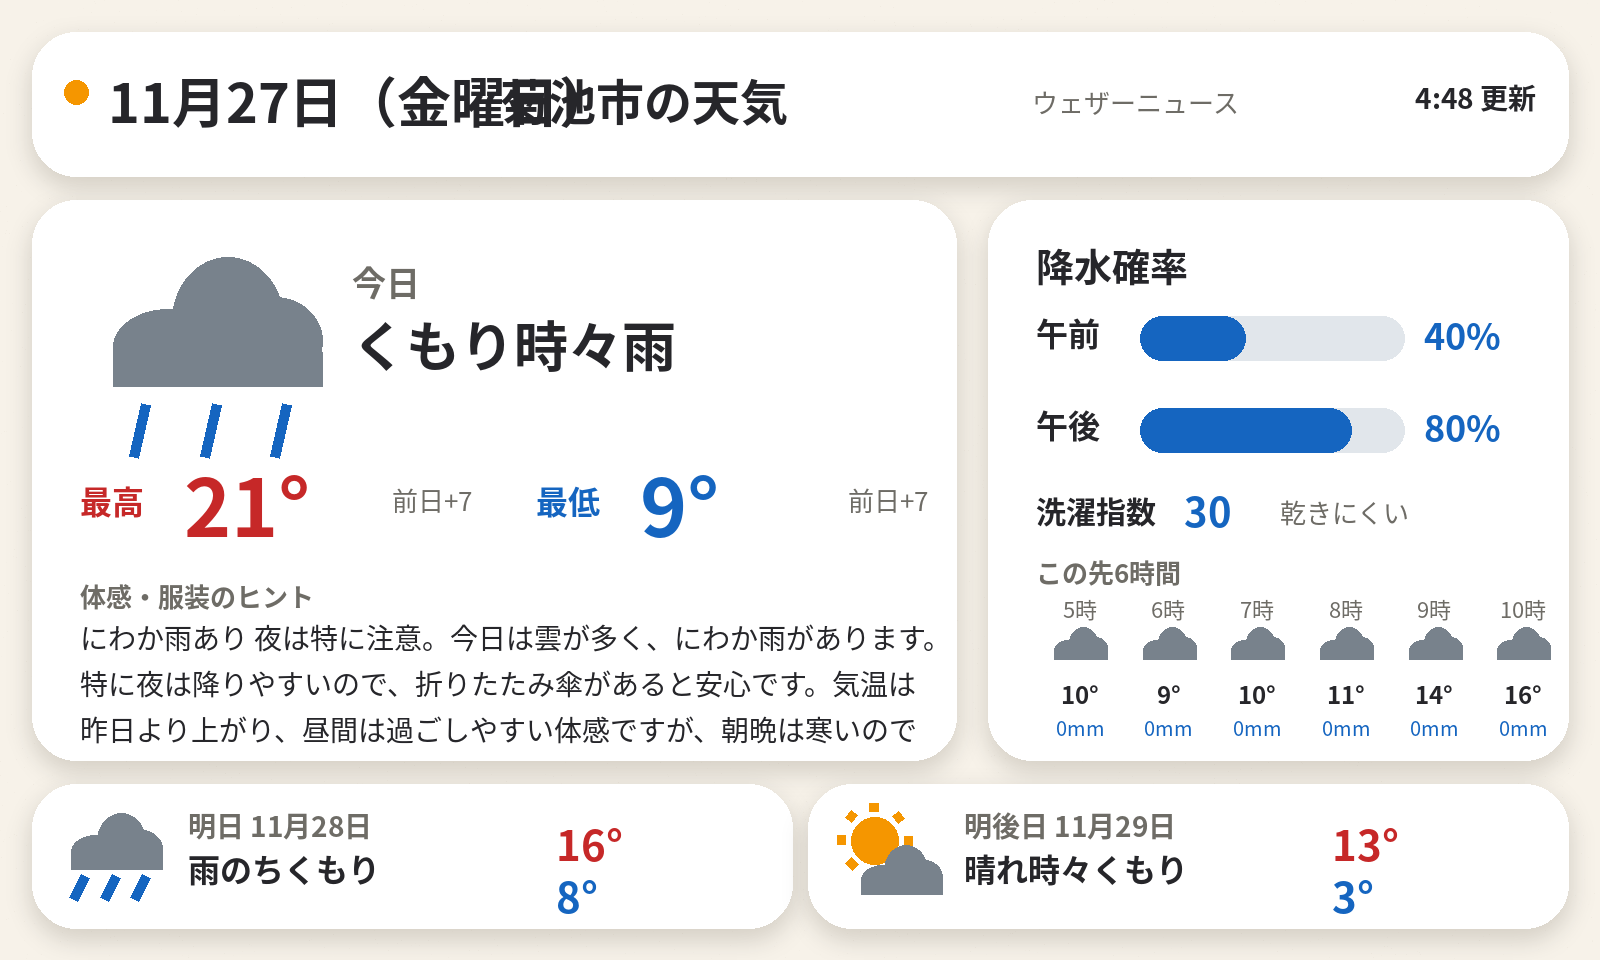 11月27日（金曜日）
菊池市の天気
ウェザーニュース
4:48 更新
今日
くもり時々雨
最高 21° 前日+7 最低 9° 前日+7
体感・服装のヒント
にわか雨あり 夜は特に注意。今日は雲が多く、にわか雨があります。
特に夜は降りやすいので、折りたたみ傘があると安心です。気温は
昨日より上がり、昼間は過ごしやすい体感ですが、朝晩は寒いので
降水確率
午前 40%
午後 80%
洗濯指数 30 乾きにくい
この先6時間
5時 6時 7時 8時 9時 10時
10° 9° 10° 11° 14° 16°
0mm 0mm 0mm 0mm 0mm 0mm
明日 11月28日
雨のちくもり
16°
8°
明後日 11月29日
晴れ時々くもり
13°
3°